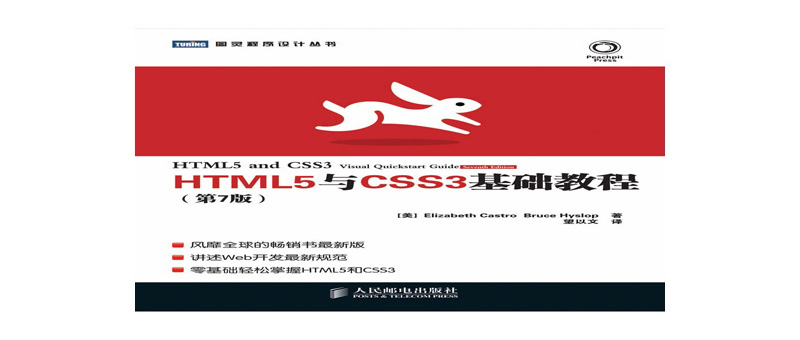 TURING 图灵程序设计丛书
Peachpit
Press
HTML5 and CSS3 Visual Quickstart Guide Seventh Edition
HTML5与CSS3基础教程
(第7版)
[美] Elizabeth Castro Bruce Hyslop 著
望以文 译
风靡全球的畅销书最新版
讲述Web开发最新规范
零基础轻松掌握HTML5和CSS3
人民邮电出版社
POSTS & TELECOM PRESS